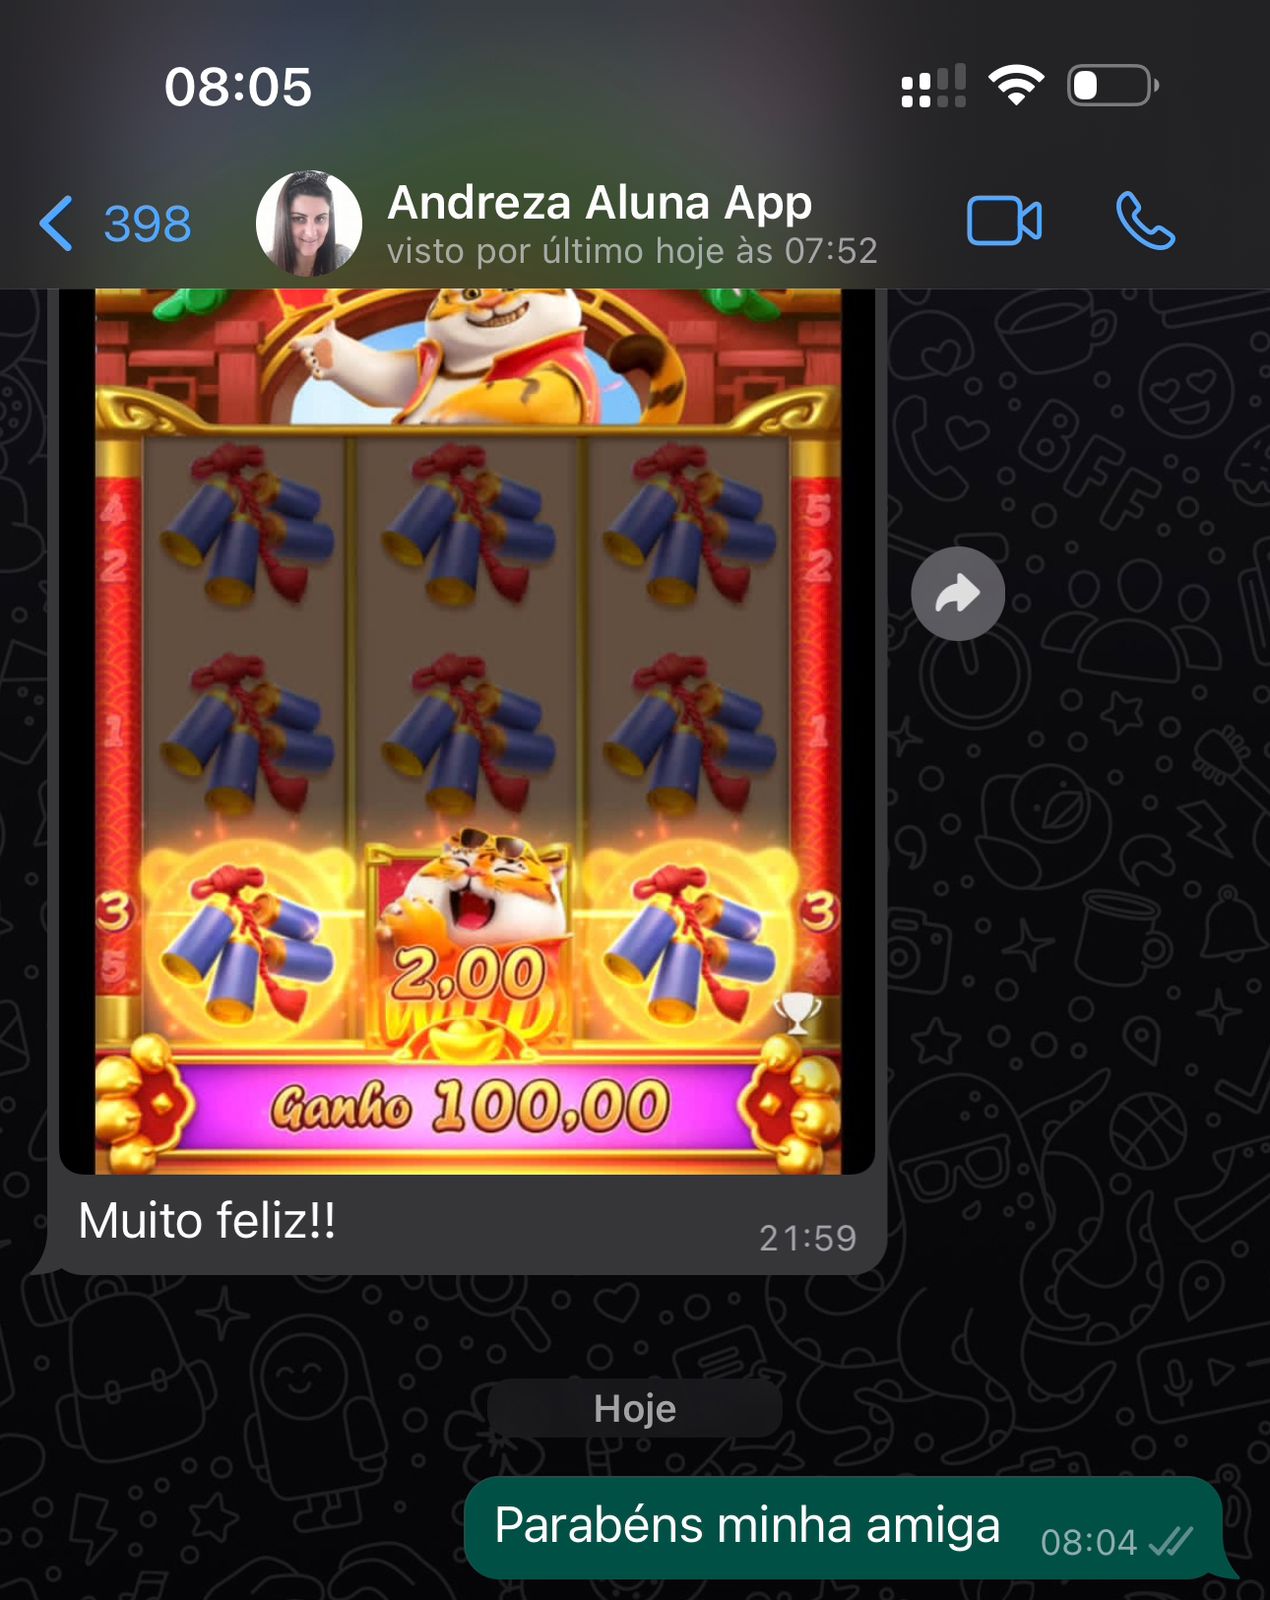 08:05
398
Andreza Aluna App
visto por último hoje às 07:52
4 5
2 2
1 1
3 3
5 4
2,00
WILD
Ganho 100,00
Muito feliz!!
21:59
Hoje
Parabéns minha amiga
08:04
BFF